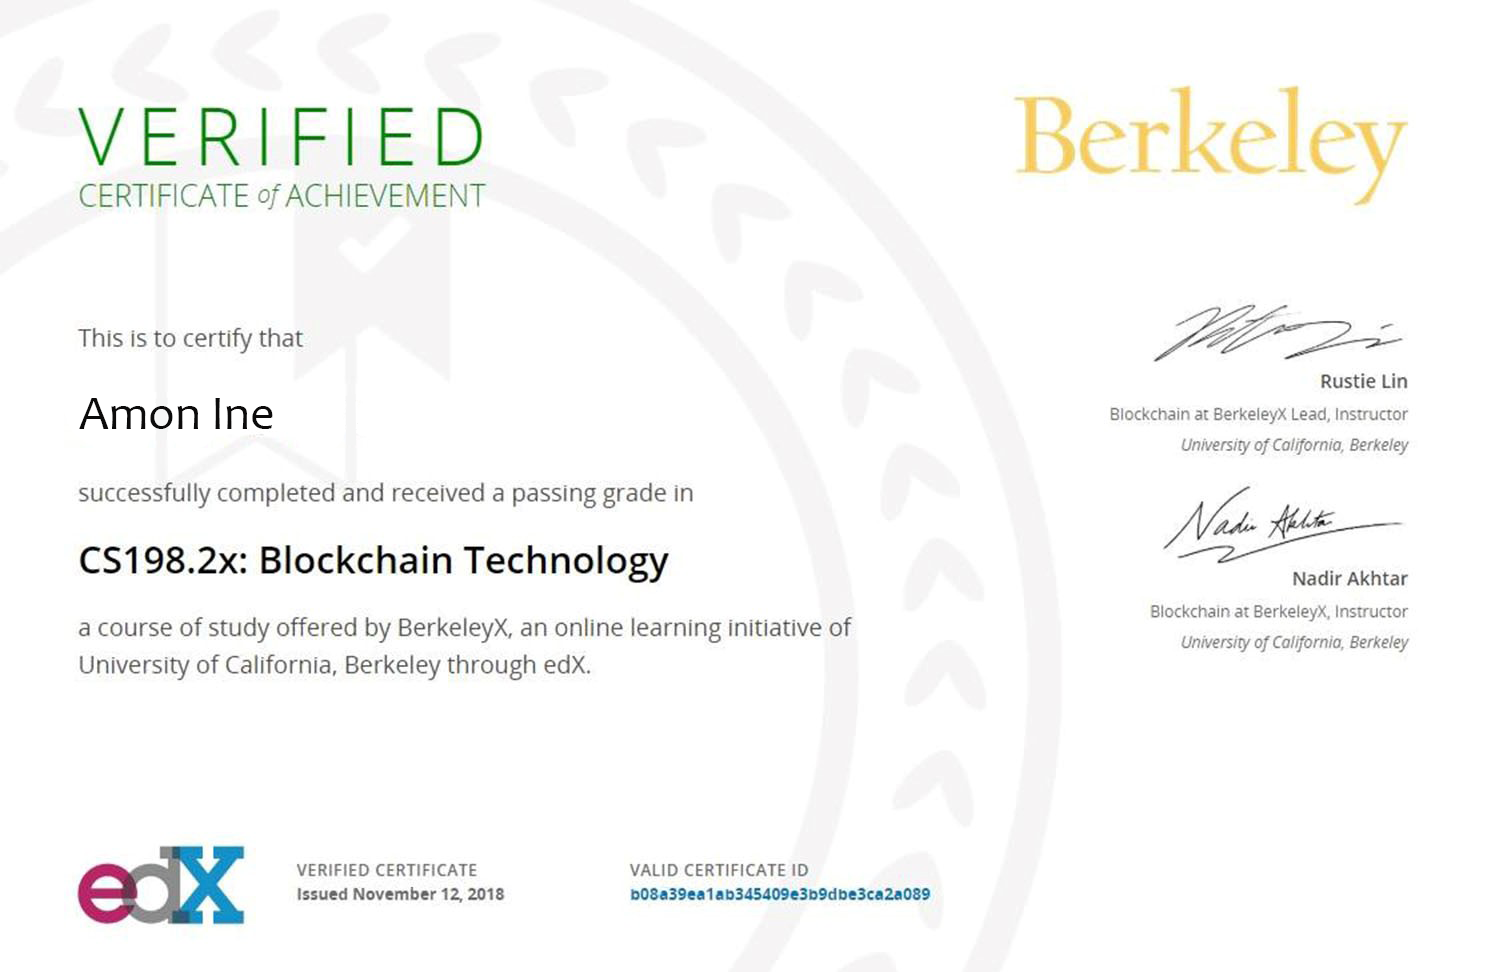 VERIFIED
CERTIFICATE of ACHIEVEMENT
Berkeley
This is to certify that
Amon Ine
successfully completed and received a passing grade in
CS198.2x: Blockchain Technology
a course of study offered by BerkeleyX, an online learning initiative of
University of California, Berkeley through edX.
Rustie Lin
Blockchain at BerkeleyX Lead, Instructor
University of California, Berkeley
Nadir Akhtar
Nadir Akhtar
Blockchain at BerkeleyX, Instructor
University of California, Berkeley
edX
VERIFIED CERTIFICATE
Issued November 12, 2018
VALID CERTIFICATE ID
b08a39ea1ab345409e3b9dbe3ca2a089